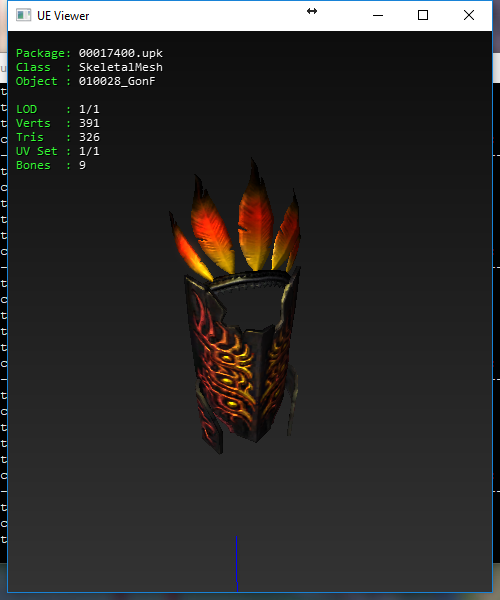 UE Viewer
Package: 00017400.upk
Class : SkeletalMesh
Object : 010028_GonF
LOD : 1/1
Verts : 391
Tris : 326
UV Set : 1/1
Bones : 9